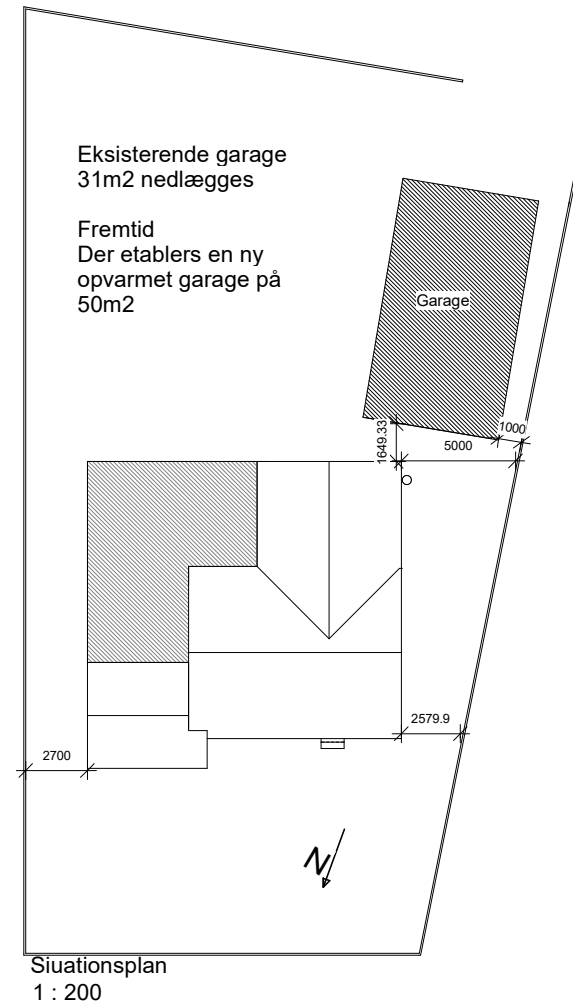 Eksisterende garage
31m2 nedlægges
Fremtid
Der etablers en ny
opvarmet garage på
50m2
Garage
1649.33
1000
5000
2579.9
2700
N
Siuationsplan
1 : 200